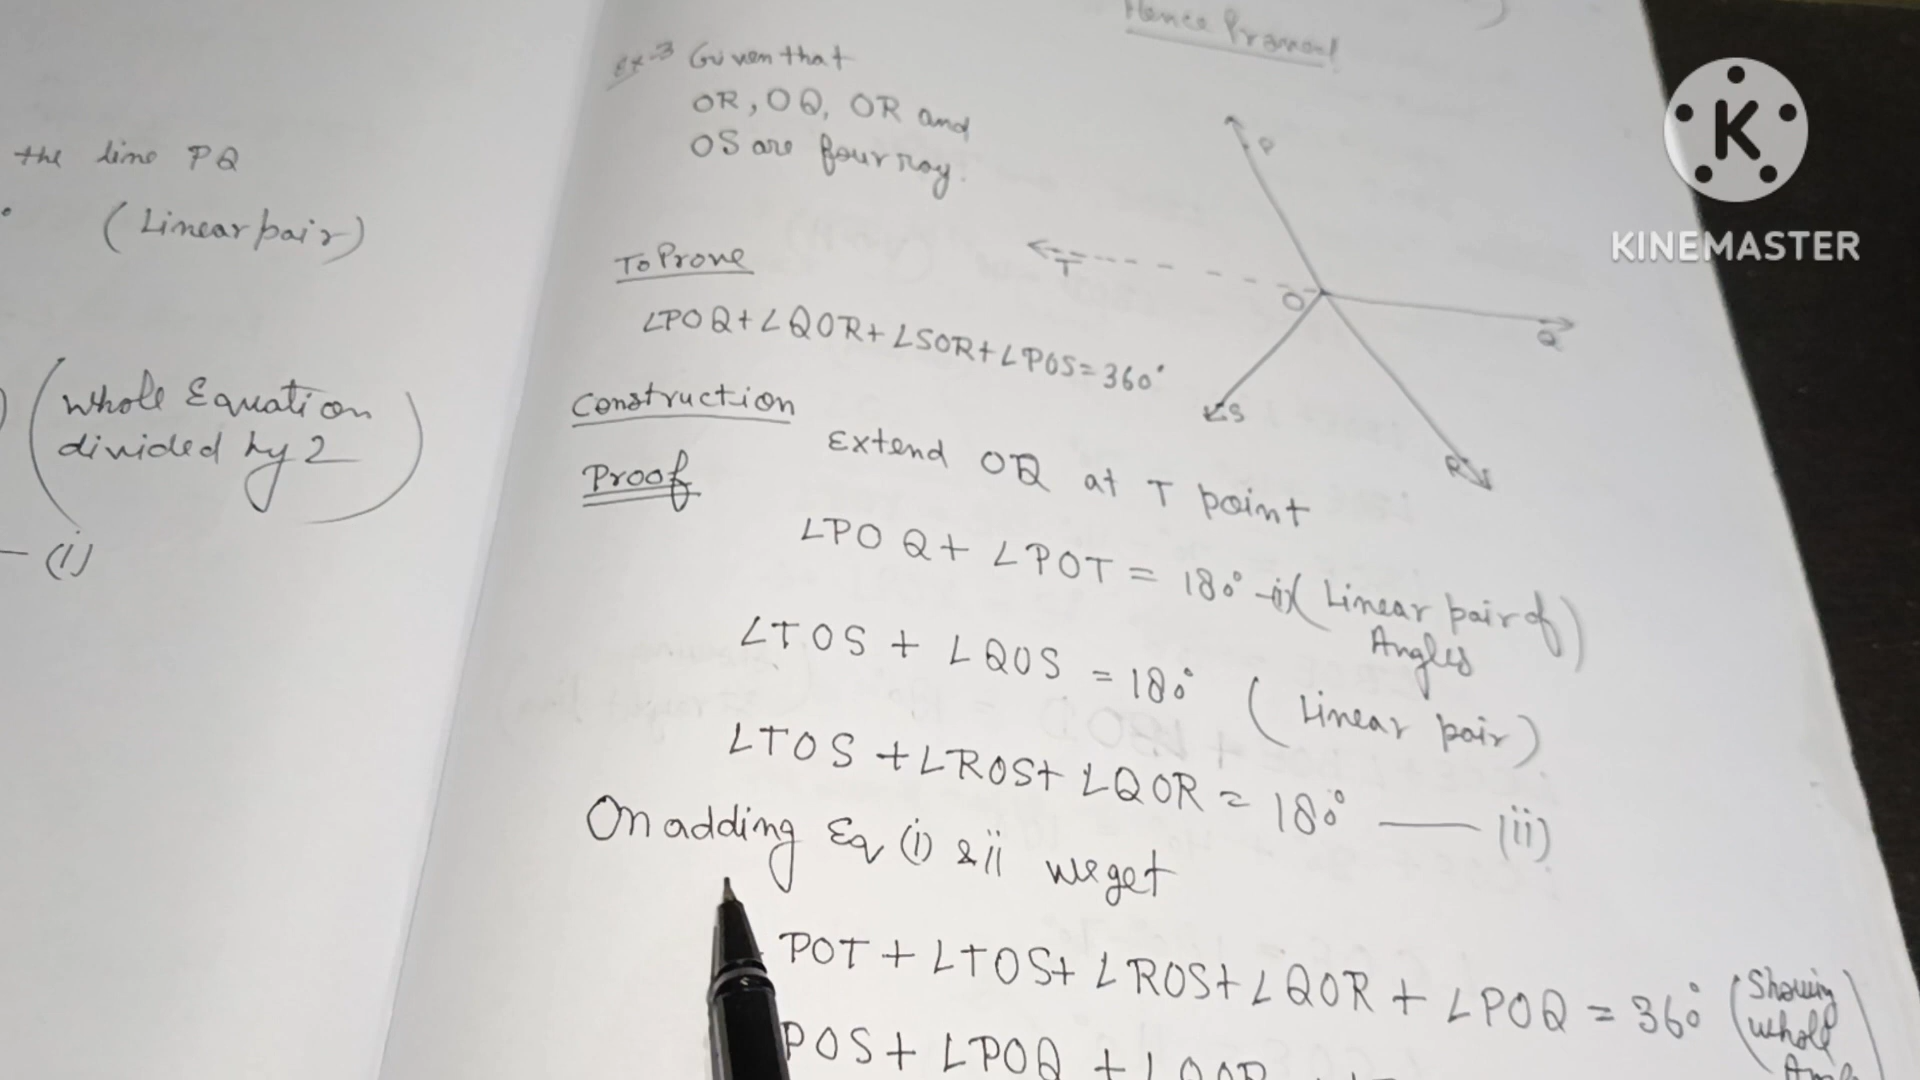 the line PQ
(Linear pair)
(whole Equation
divided by 2)
— (i)
Hence
Ex-3 Given that
OR, OQ, OR and
OS are four ray.
To Prove
∠POQ+∠QOR+∠SOR+∠POS=360°
Construction
Extend OQ at T point
Proof
∠POQ+ ∠POT = 180° -(i) (Linear pair of
Angles)
∠TOS + ∠QOS = 180° (Linear pair)
∠TOS +∠ROS+ ∠QOR = 180° — (ii)
On adding Eq (i) & ii we get
POT + ∠TOS+ ∠ROS+∠QOR + ∠POQ = 360° (Showing
whole
POS+ ∠POQ +
P
T
O
Q
S
R
K
KINEMASTER